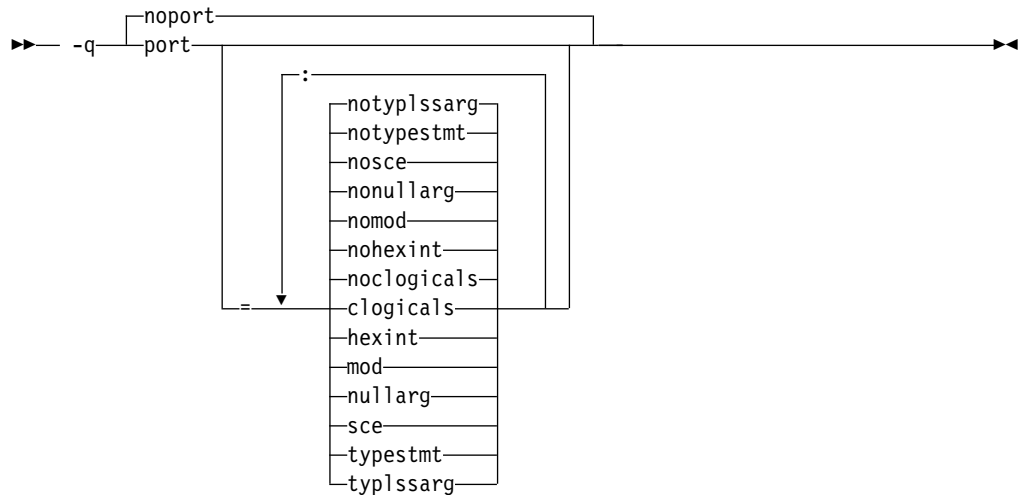 noport
-q port
:
notyplssarg
notypestmt
nosce
nonullarg
nomod
nohexint
noclogicals
= clogicals
hexint
mod
nullarg
sce
typestmt
typlssarg